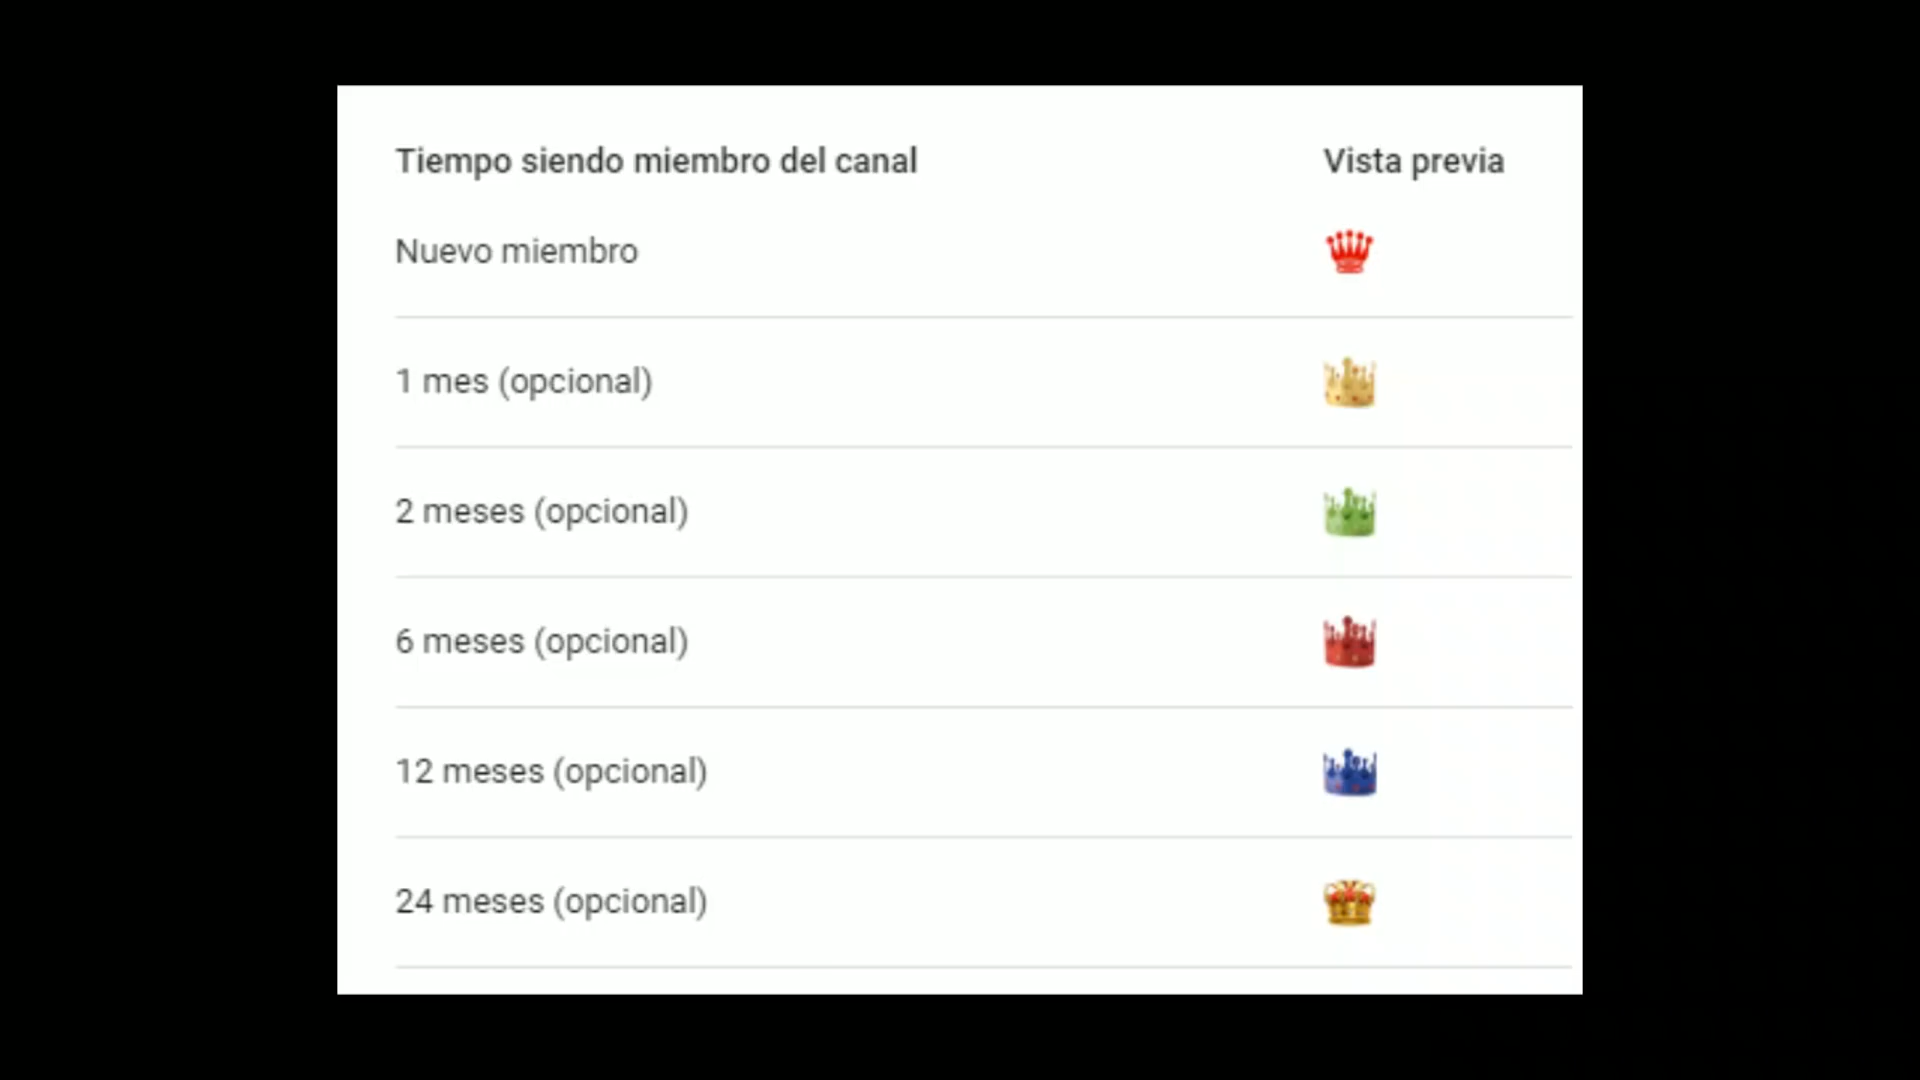 Tiempo siendo miembro del canal Vista previa
Nuevo miembro
1 mes (opcional)
2 meses (opcional)
6 meses (opcional)
12 meses (opcional)
24 meses (opcional)